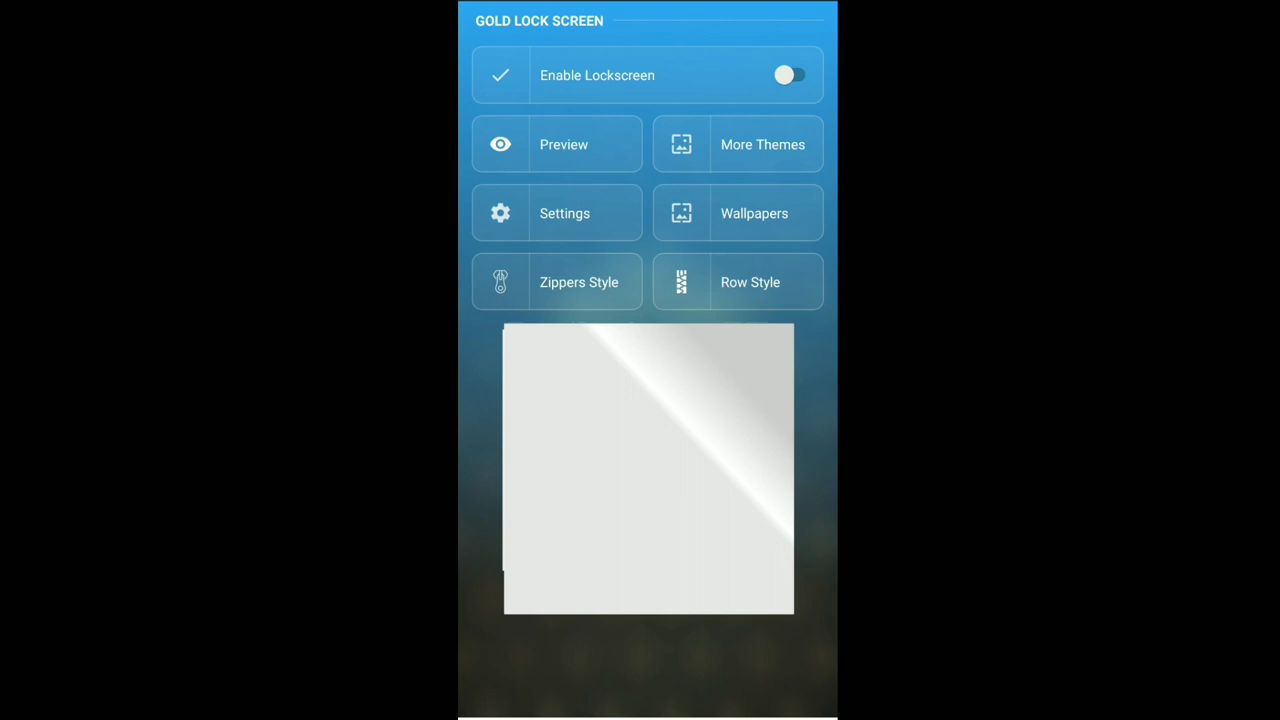 GOLD LOCK SCREEN
Enable Lockscreen
Preview
More Themes
Settings
Wallpapers
Zippers Style
Row Style